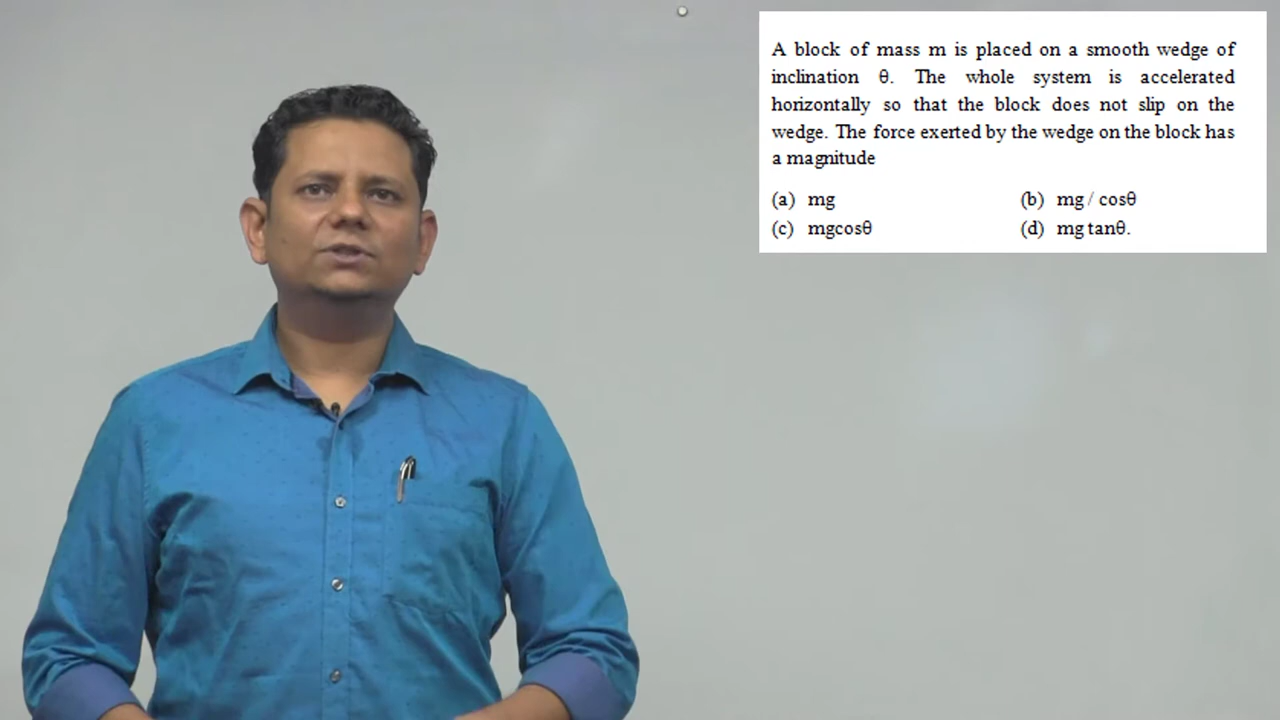 A block of mass m is placed on a smooth wedge of
inclination θ. The whole system is accelerated
horizontally so that the block does not slip on the
wedge. The force exerted by the wedge on the block has
a magnitude
(a) mg (b) mg / cosθ
(c) mgcosθ (d) mg tanθ.